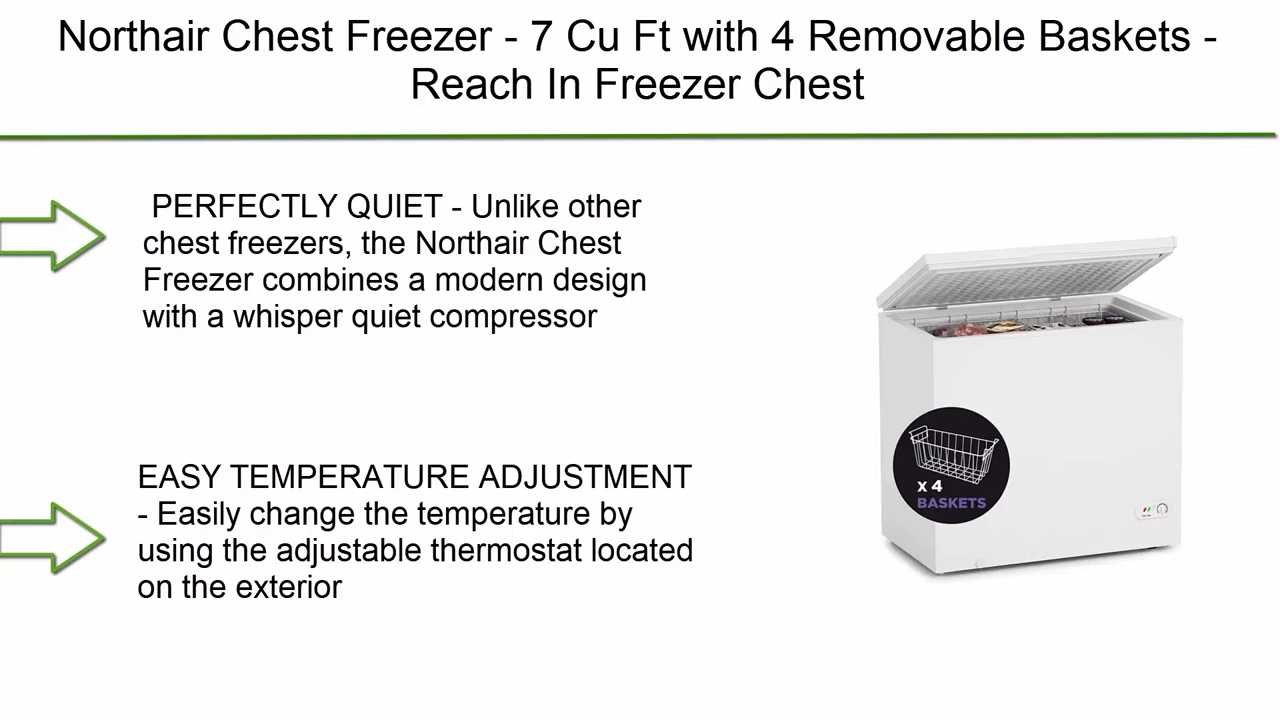 Northair Chest Freezer - 7 Cu Ft with 4 Removable Baskets -
Reach In Freezer Chest
PERFECTLY QUIET - Unlike other
chest freezers, the Northair Chest
Freezer combines a modern design
with a whisper quiet compressor
EASY TEMPERATURE ADJUSTMENT
- Easily change the temperature by
using the adjustable thermostat located
on the exterior
x 4
BASKETS